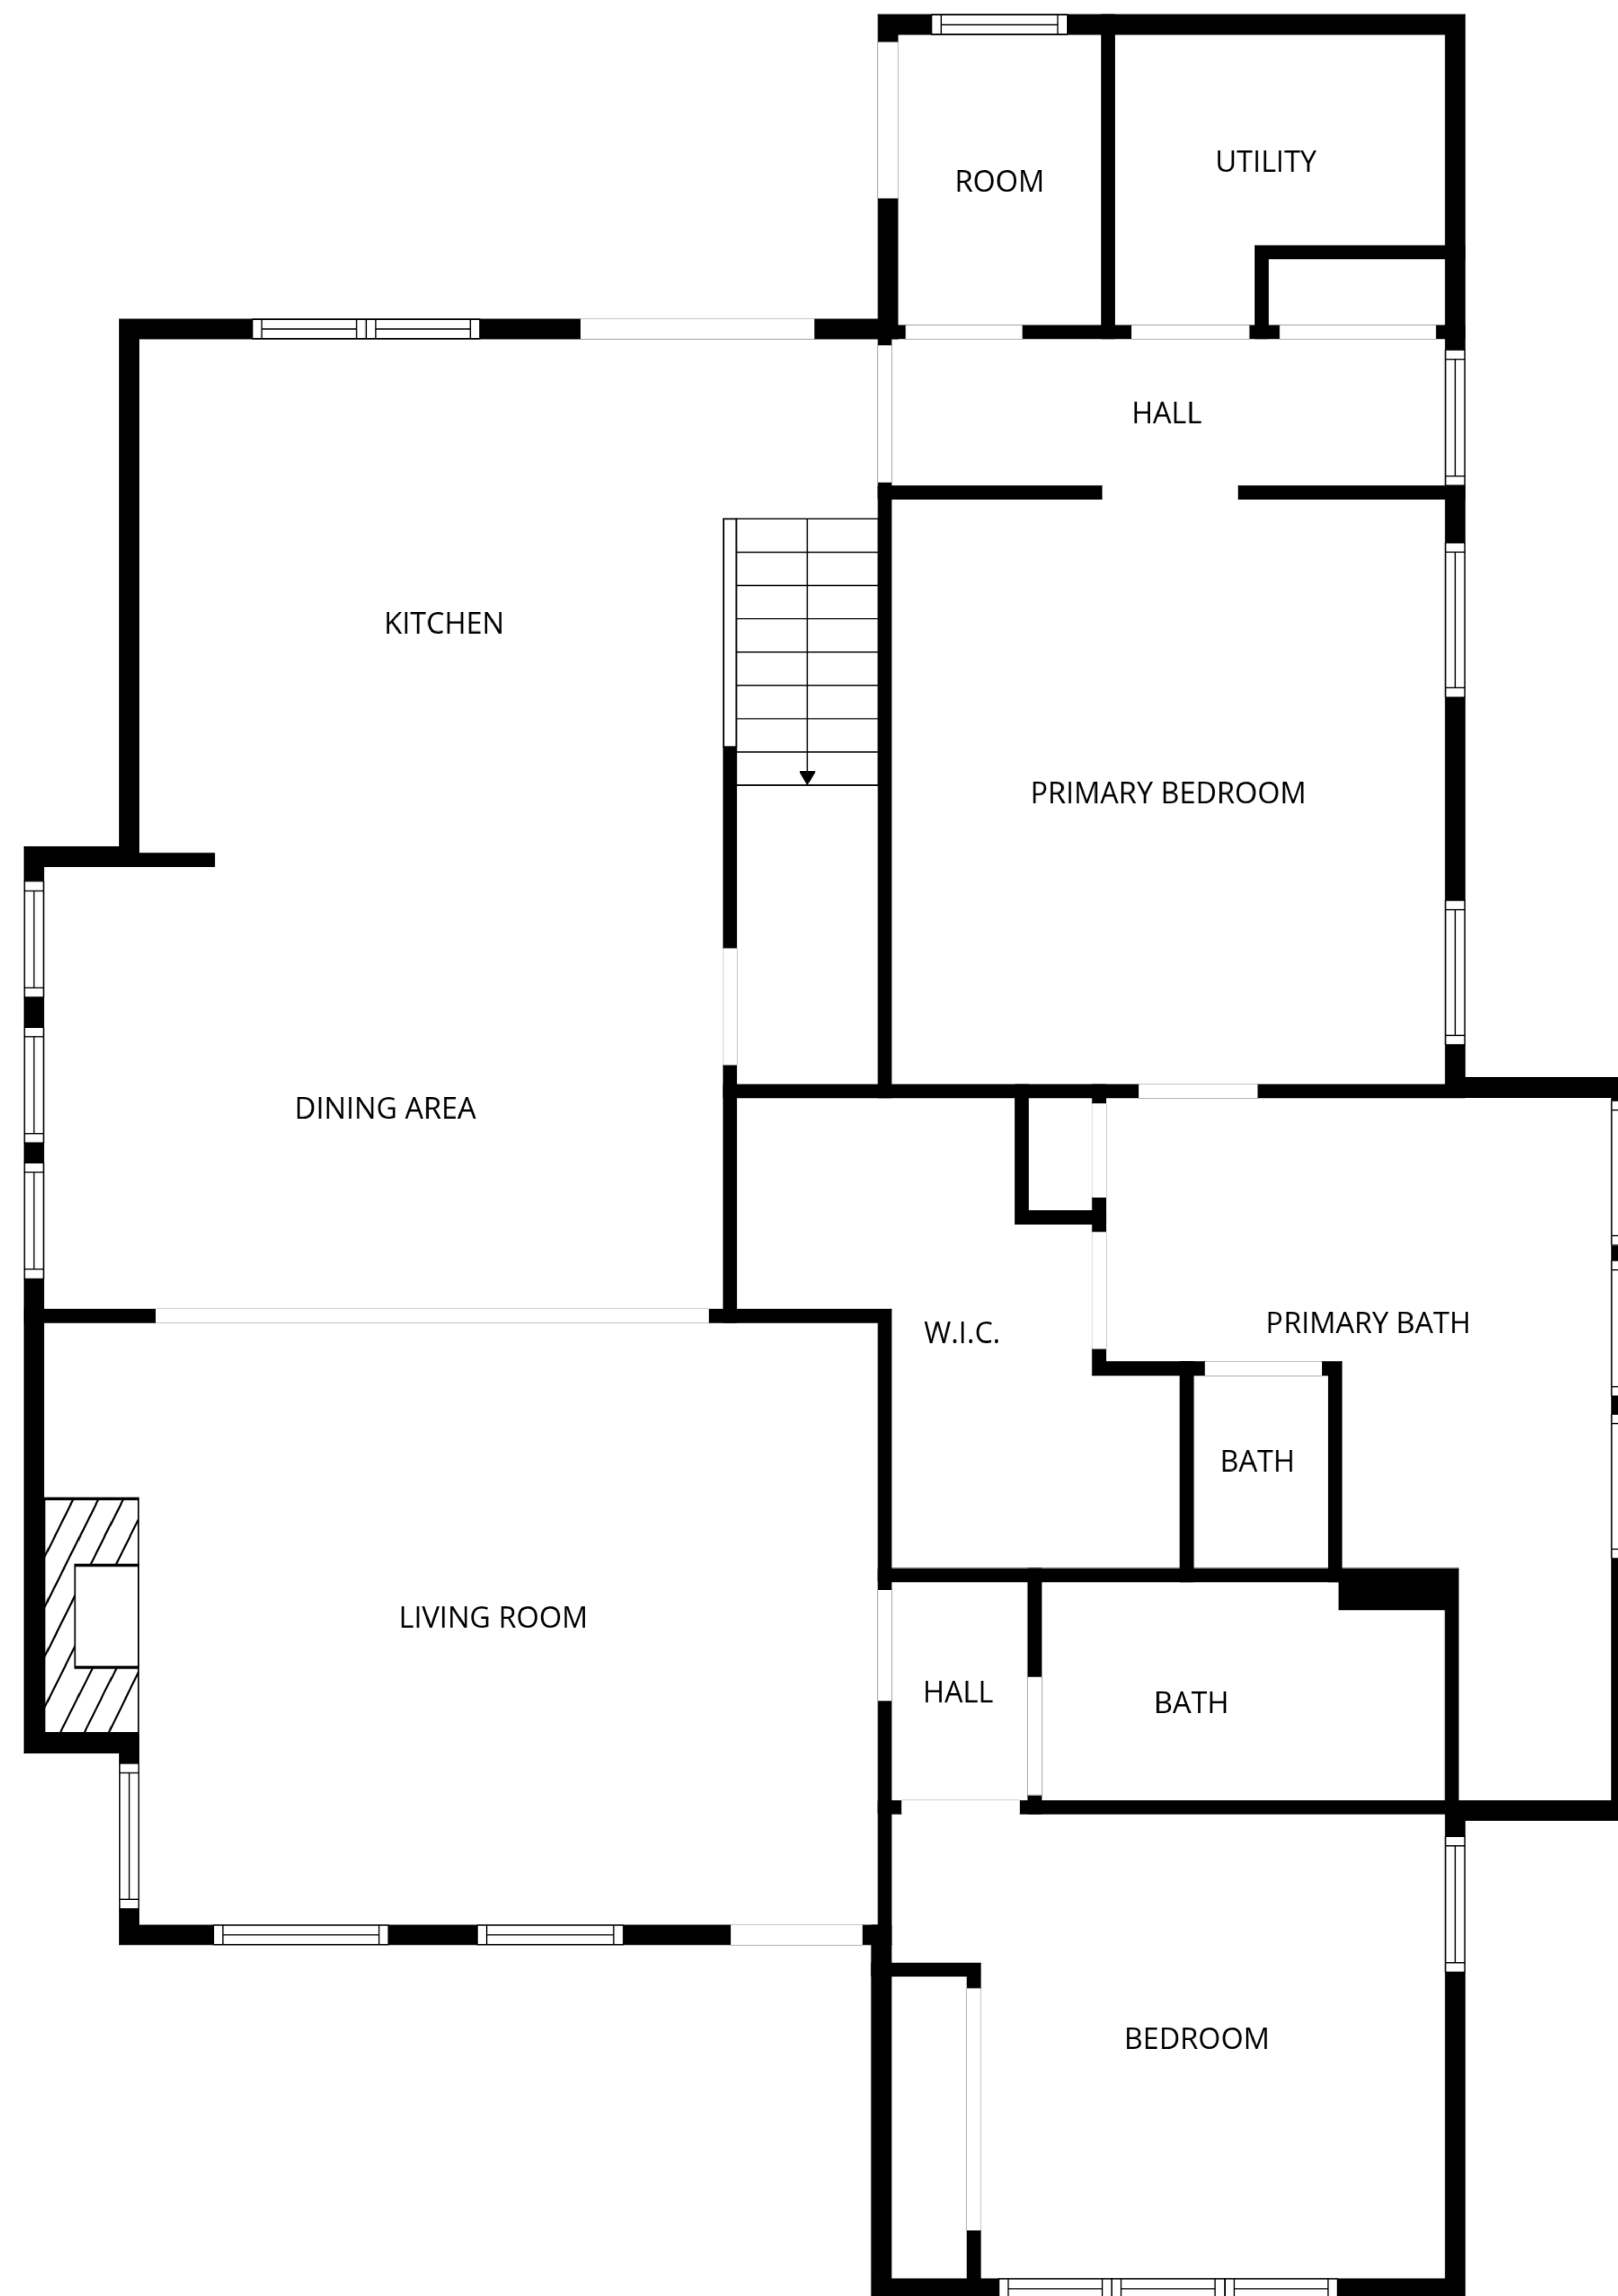 UTILITY
ROOM
HALL
KITCHEN
PRIMARY BEDROOM
DINING AREA
PRIMARY BATH
W.I.C.
BATH
LIVING ROOM
HALL
BATH
BEDROOM